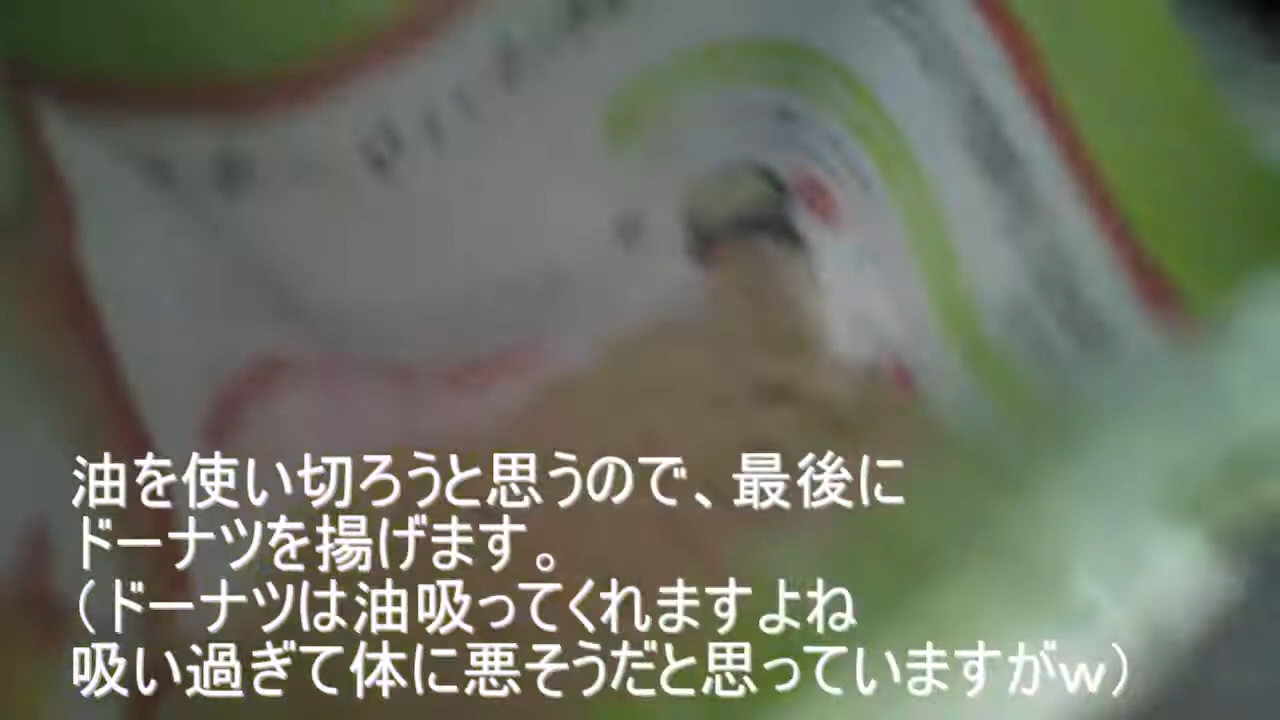 油を使い切ろうと思うので、最後に
ドーナツを揚げます。
（ドーナツは油吸ってくれますよね
吸い過ぎて体に悪そうだと思っていますがｗ）